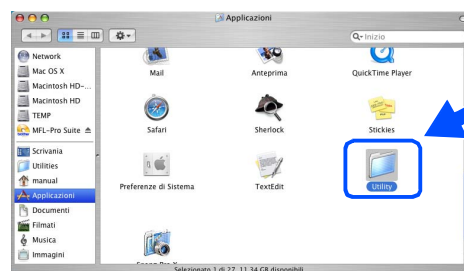 Applicazioni
Q- Inizio
Network
Mac OS X
Macintosh HD-...
Macintosh HD
TEMP
MFL-Pro Suite
Scrivania
Utilities
manual
Applicazioni
Documenti
Filmati
Musica
Immagini
Mail
Anteprima
QuickTime Player
Safari
Sherlock
Stickies
Preferenze di Sistema
TextEdit
Utility
Selezionato 1 di 27, 11,34 GB disponibili